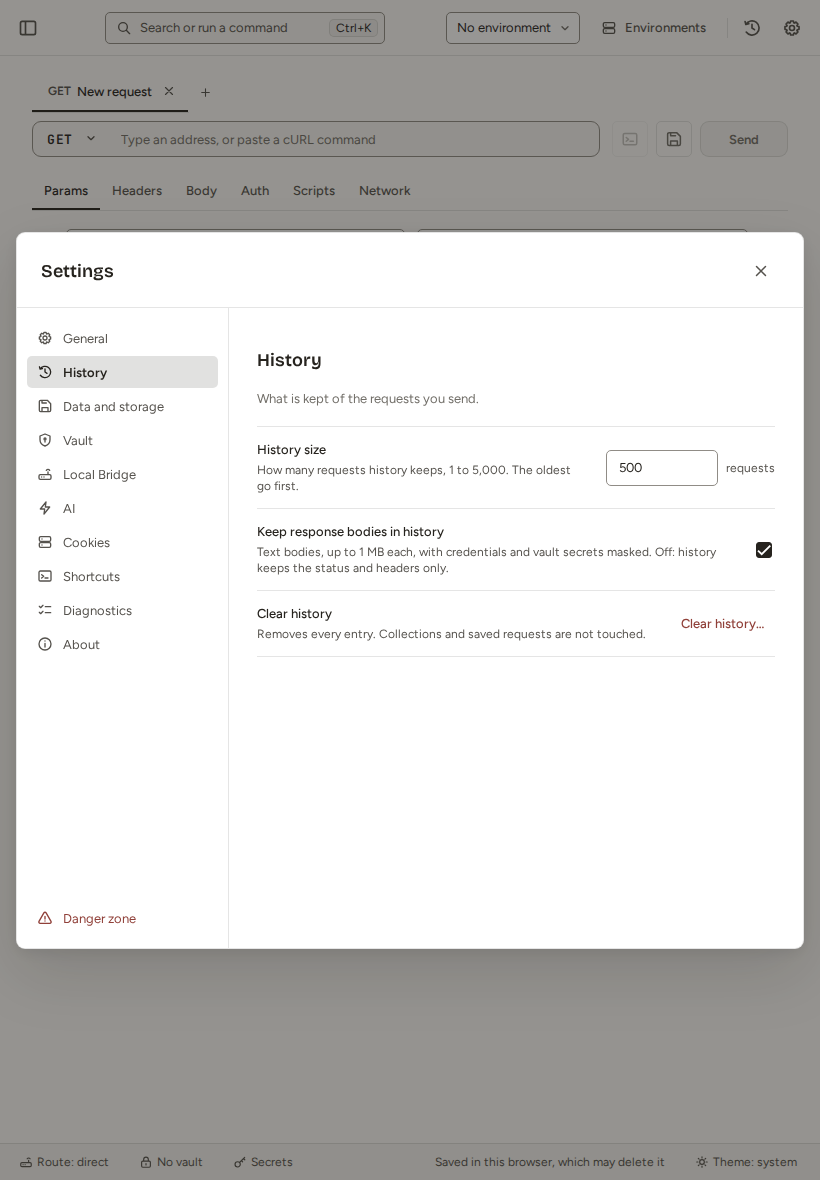 Search or run a command Ctrl+K No environment Environments
GET New request
GET Type an address, or paste a cURL command Send
Params Headers Body Auth Scripts Network
Settings
General
History
Data and storage
Vault
Local Bridge
AI
Cookies
Shortcuts
Diagnostics
About
Danger zone
History
What is kept of the requests you send.
History size
How many requests history keeps, 1 to 5,000. The oldest
go first.
500 requests
Keep response bodies in history
Text bodies, up to 1 MB each, with credentials and vault secrets masked. Off: history
keeps the status and headers only.
Clear history
Removes every entry. Collections and saved requests are not touched.
Clear history...
Route: direct No vault Secrets Saved in this browser, which may delete it Theme: system